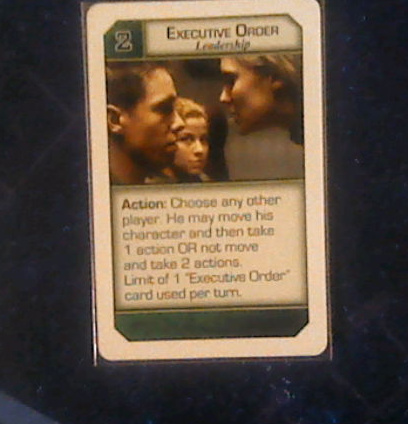 2
EXECUTIVE ORDER
Leadership
Action: Choose any other
player. He may move his
character and then take
1 action OR not move
and take 2 actions.
Limit of 1 "Executive Order"
card used per turn.